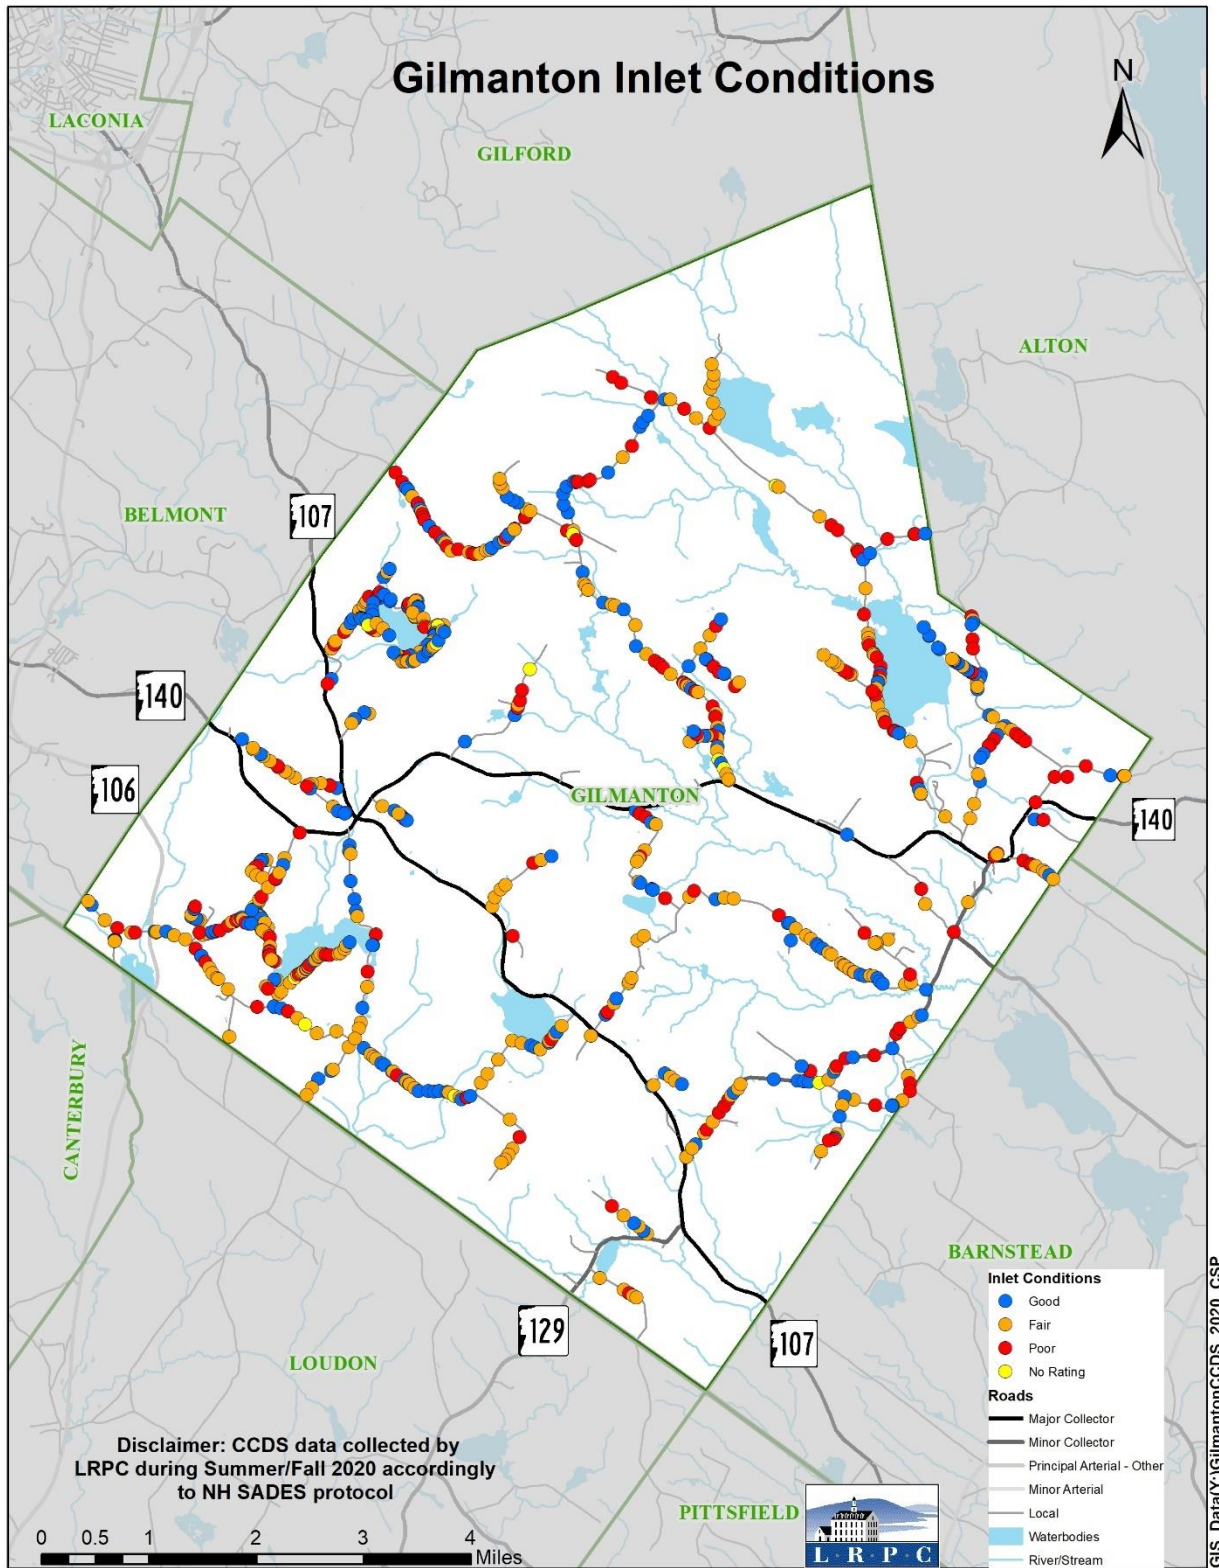 Gilmanton Inlet Conditions
N
LACONIA
GILFORD
ALTON
BELMONT
107
140
106
GILMANTON
140
CANTERBURY
BARNSTEAD
129
107
LOUDON
PITTSFIELD
Inlet Conditions
Good
Fair
Poor
No Rating
Roads
Major Collector
Minor Collector
Principal Arterial - Other
Minor Arterial
Local
Waterbodies
River/Stream
Disclaimer: CCDS data collected by
LRPC during Summer/Fall 2020 accordingly
to NH SADES protocol
0 0.5 1 2 3 4
Miles
L·R·P·C
Data(Y:)\GilmantonCCDS_2020_CSP